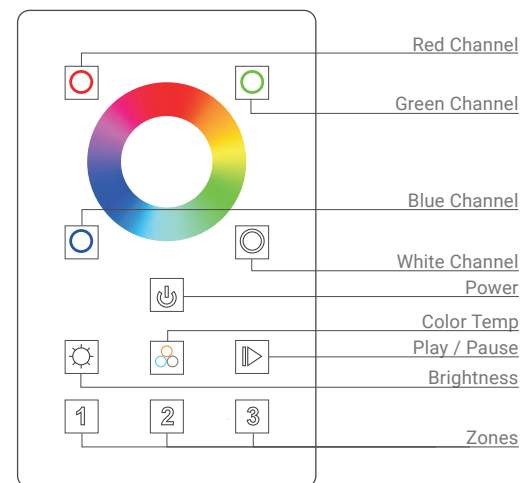 Red Channel
Green Channel
Blue Channel
White Channel
Power
Color Temp
Play / Pause
Brightness
1 2 3
Zones